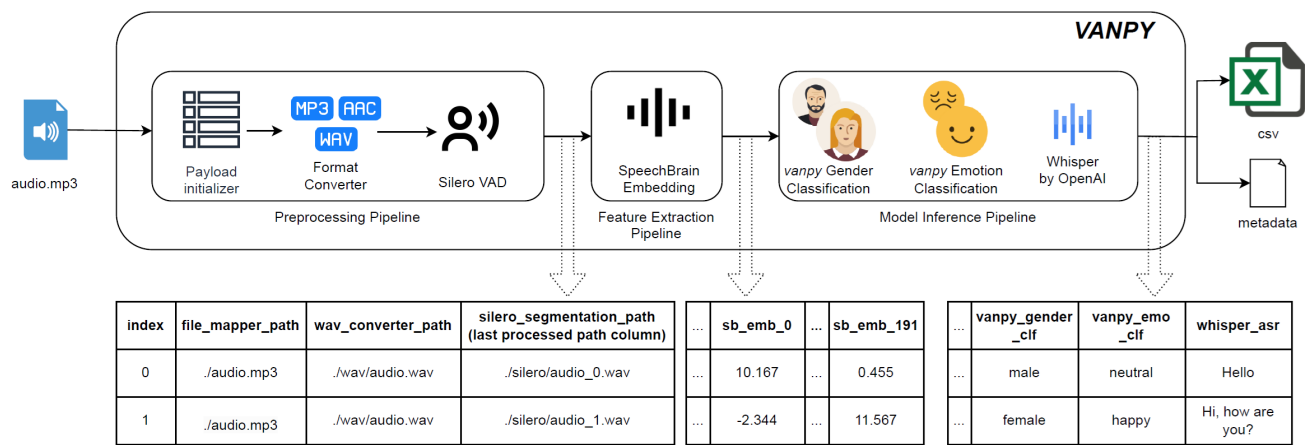 VANPY
audio.mp3
Payload
initializer
MP3 AAC
WAV
Format
Converter
Silero VAD
Preprocessing Pipeline
SpeechBrain
Embedding
Feature Extraction
Pipeline
vanpy Gender
Classification
vanpy Emotion
Classification
Whisper
by OpenAI
Model Inference Pipeline
X
csv
metadata
index file_mapper_path wav_converter_path silero_segmentation_path
(last processed path column)
0 ./audio.mp3 ./wav/audio.wav ./silero/audio_0.wav
1 ./audio.mp3 ./wav/audio.wav ./silero/audio_1.wav
... sb_emb_0 ... sb_emb_191
... 10.167 ... 0.455
... -2.344 ... 11.567
... vanpy_gender
_clf vanpy_emo
_clf whisper_asr
... male neutral Hello
... female happy Hi, how are
you?